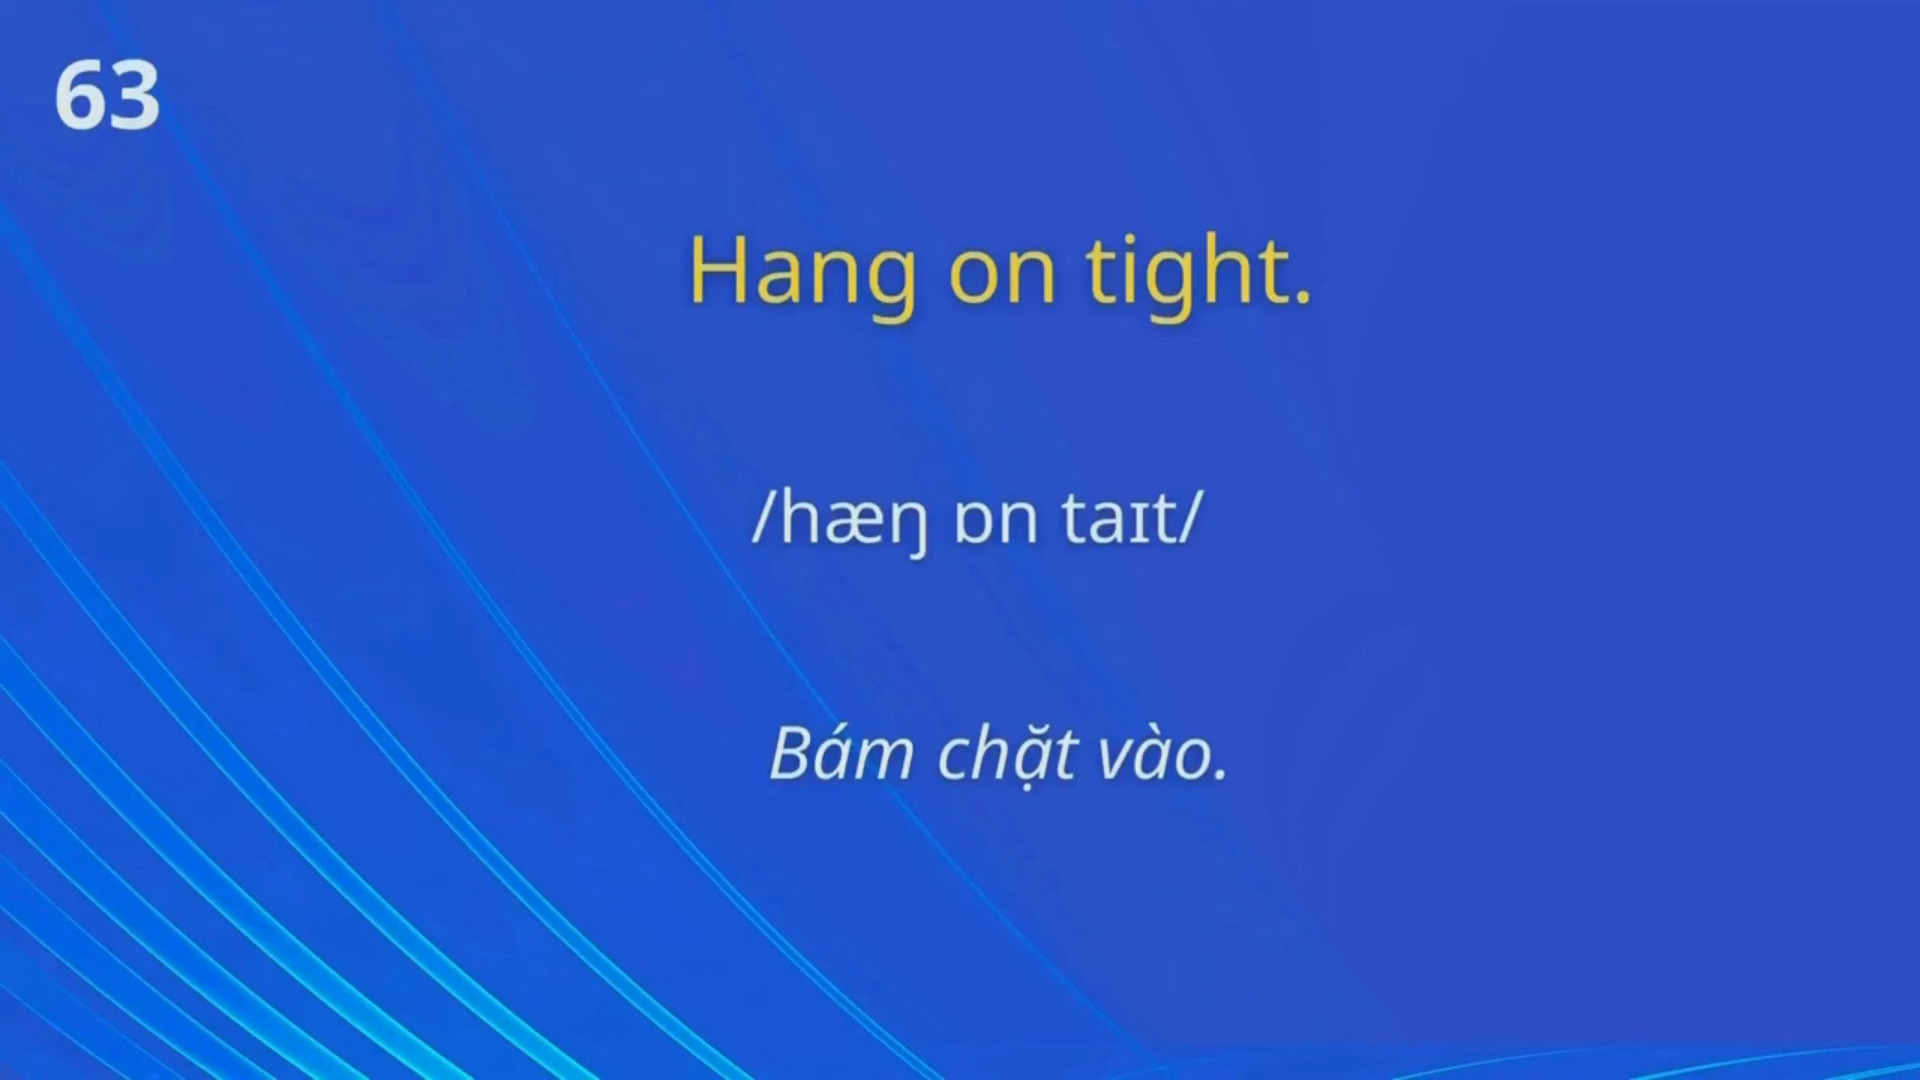 63
Hang on tight.
/hæŋ ɒn taɪt/
Bám chặt vào.